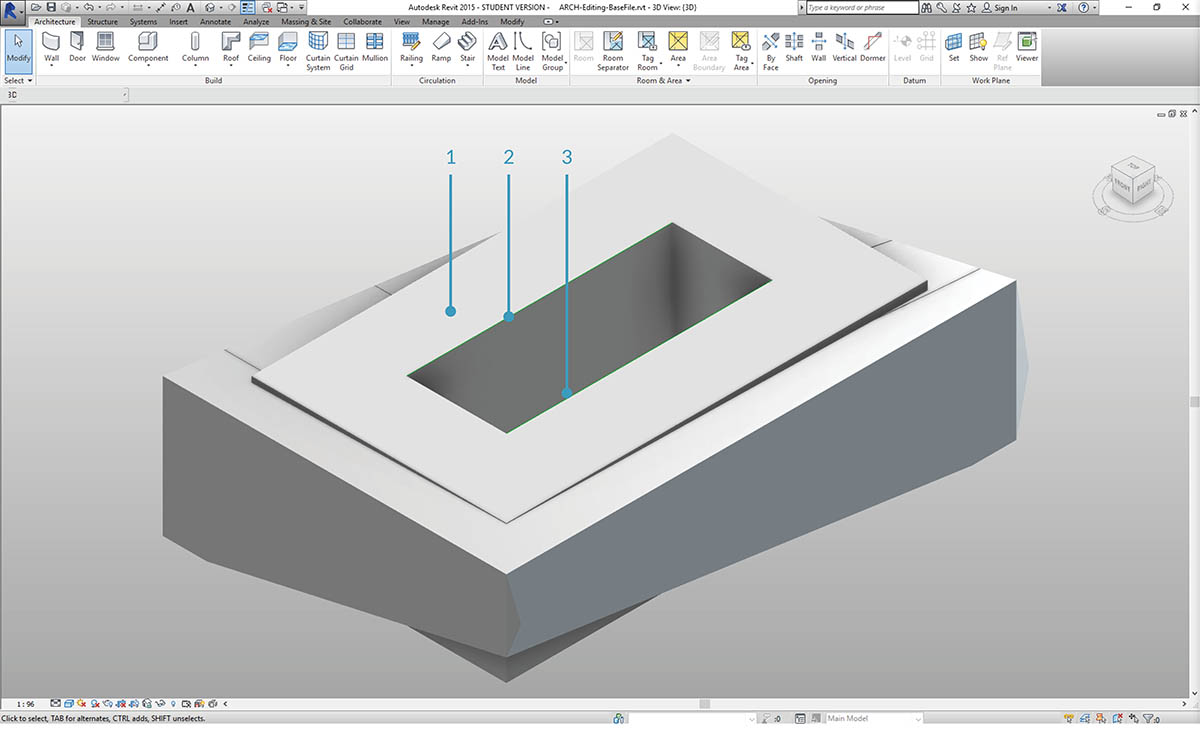 Autodesk Revit 2015 - STUDENT VERSION - ARCH-Editing-BaseFile.rvt - 3D View: {3D}
Type a keyword or phrase
Sign In
Architecture Structure Systems Insert Annotate Analyze Massing & Site Collaborate View Manage Add-Ins Modify
Modify Wall Door Window Component Column Roof Ceiling Floor Curtain System Curtain Grid Mullion Railing Ramp Stair Model Text Model Line Model Group Room Room Separator Tag Room Area Area Boundary Tag Area By Face Shaft Wall Vertical Dormer Level Grid Set Show Ref Plane Viewer
Select Build Circulation Model Room & Area Opening Datum Work Plane
3D
1 2 3
TOP
FRONT RIGHT
1 : 96
Click to select, TAB for alternates, CTRL adds, SHIFT unselects.
:0
Main Model
:0